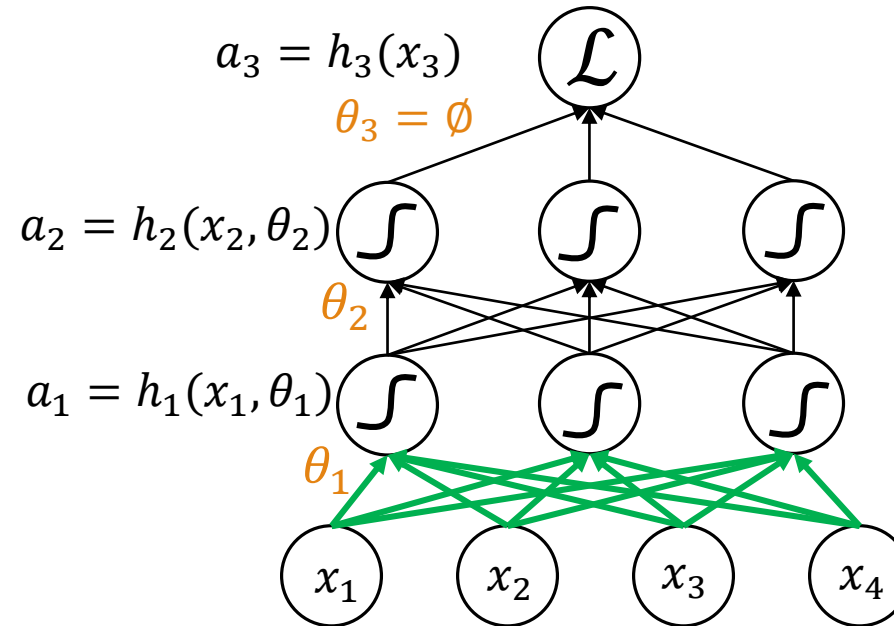 a₃ = h₃(x₃)
ℒ
θ₃ = ∅
a₂ = h₂(x₂, θ₂)
θ₂
a₁ = h₁(x₁, θ₁)
θ₁
x₁ x₂ x₃ x₄